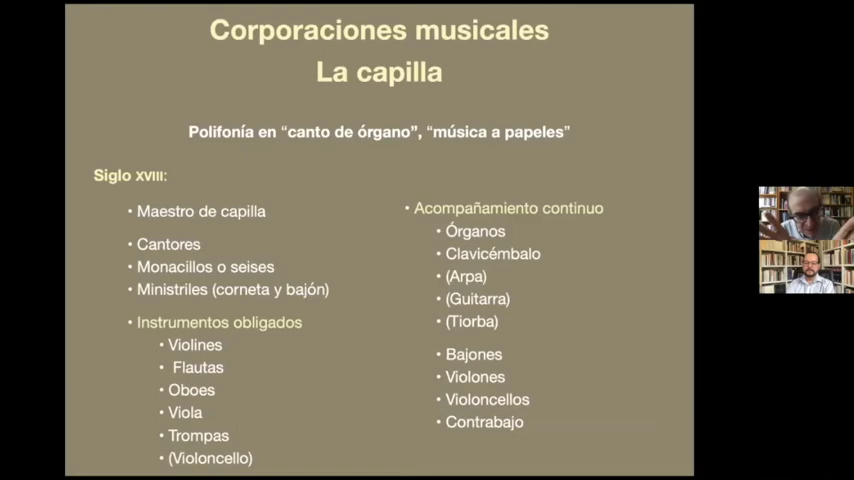 Corporaciones musicales
La capilla
Polifonía en “canto de órgano”, “música a papeles”
Siglo XVIII:
• Maestro de capilla
• Cantores
• Monacillos o seises
• Ministriles (corneta y bajón)
• Instrumentos obligados
• Violines
• Flautas
• Oboes
• Viola
• Trompas
• (Violoncello)
• Acompañamiento continuo
• Órganos
• Clavicémbalo
• (Arpa)
• (Guitarra)
• (Tiorba)
• Bajones
• Violones
• Violoncellos
• Contrabajo